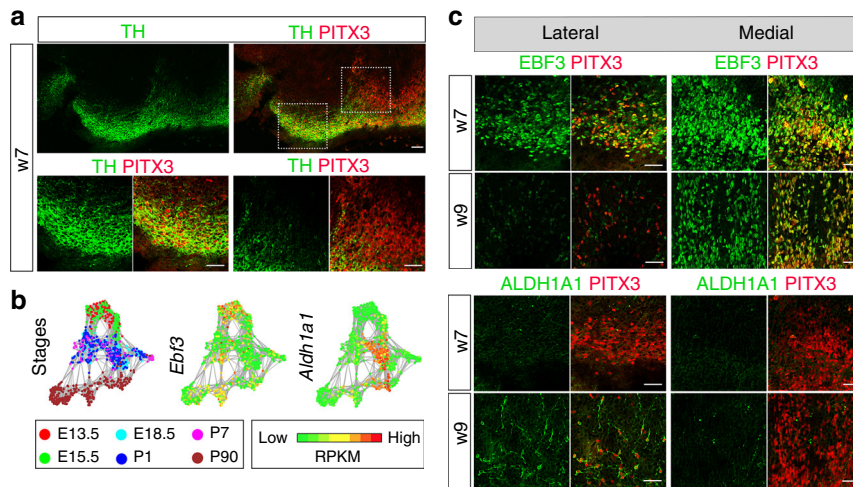 a
TH
TH PITX3
w7
TH PITX3
TH PITX3
b
Stages
Ebf3
Aldh1a1
E13.5
E18.5
P7
E15.5
P1
P90
Low
High
RPKM
c
Lateral
Medial
EBF3 PITX3
EBF3 PITX3
w7
w9
ALDH1A1 PITX3
ALDH1A1 PITX3
w7
w9